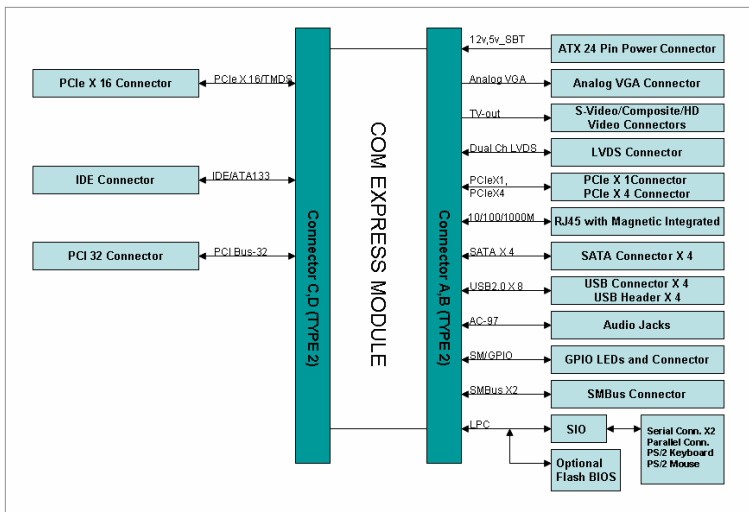 PCIe X 16 Connector
PCIe X 16/TMDS
IDE Connector
IDE/ATA133
PCI 32 Connector
PCI Bus-32
Connector C,D (TYPE 2)
COM EXPRESS MODULE
Connector A,B (TYPE 2)
12v,5v_SBT
ATX 24 Pin Power Connector
Analog VGA
Analog VGA Connector
TV-out
S-Video/Composite/HD
Video Connectors
Dual Ch LVDS
LVDS Connector
PCIeX1,
PCIeX4
PCIe X 1Connector
PCIe X 4 Connector
10/100/1000M
RJ45 with Magnetic Integrated
SATA X 4
SATA Connector X 4
USB2.0 X 8
USB Connector X 4
USB Header X 4
AC-97
Audio Jacks
SM/GPIO
GPIO LEDs and Connector
SMBus X2
SMBus Connector
LPC
SIO
Serial Conn. X2
Parallel Conn.
PS/2 Keyboard
PS/2 Mouse
Optional
Flash BIOS